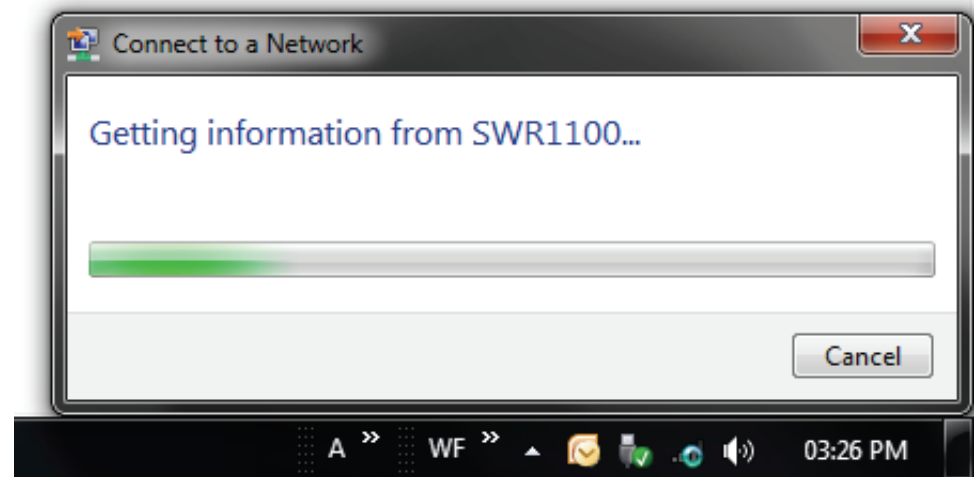 Connect to a Network
Getting information from SWR1100...
Cancel
A » WF » 03:26 PM